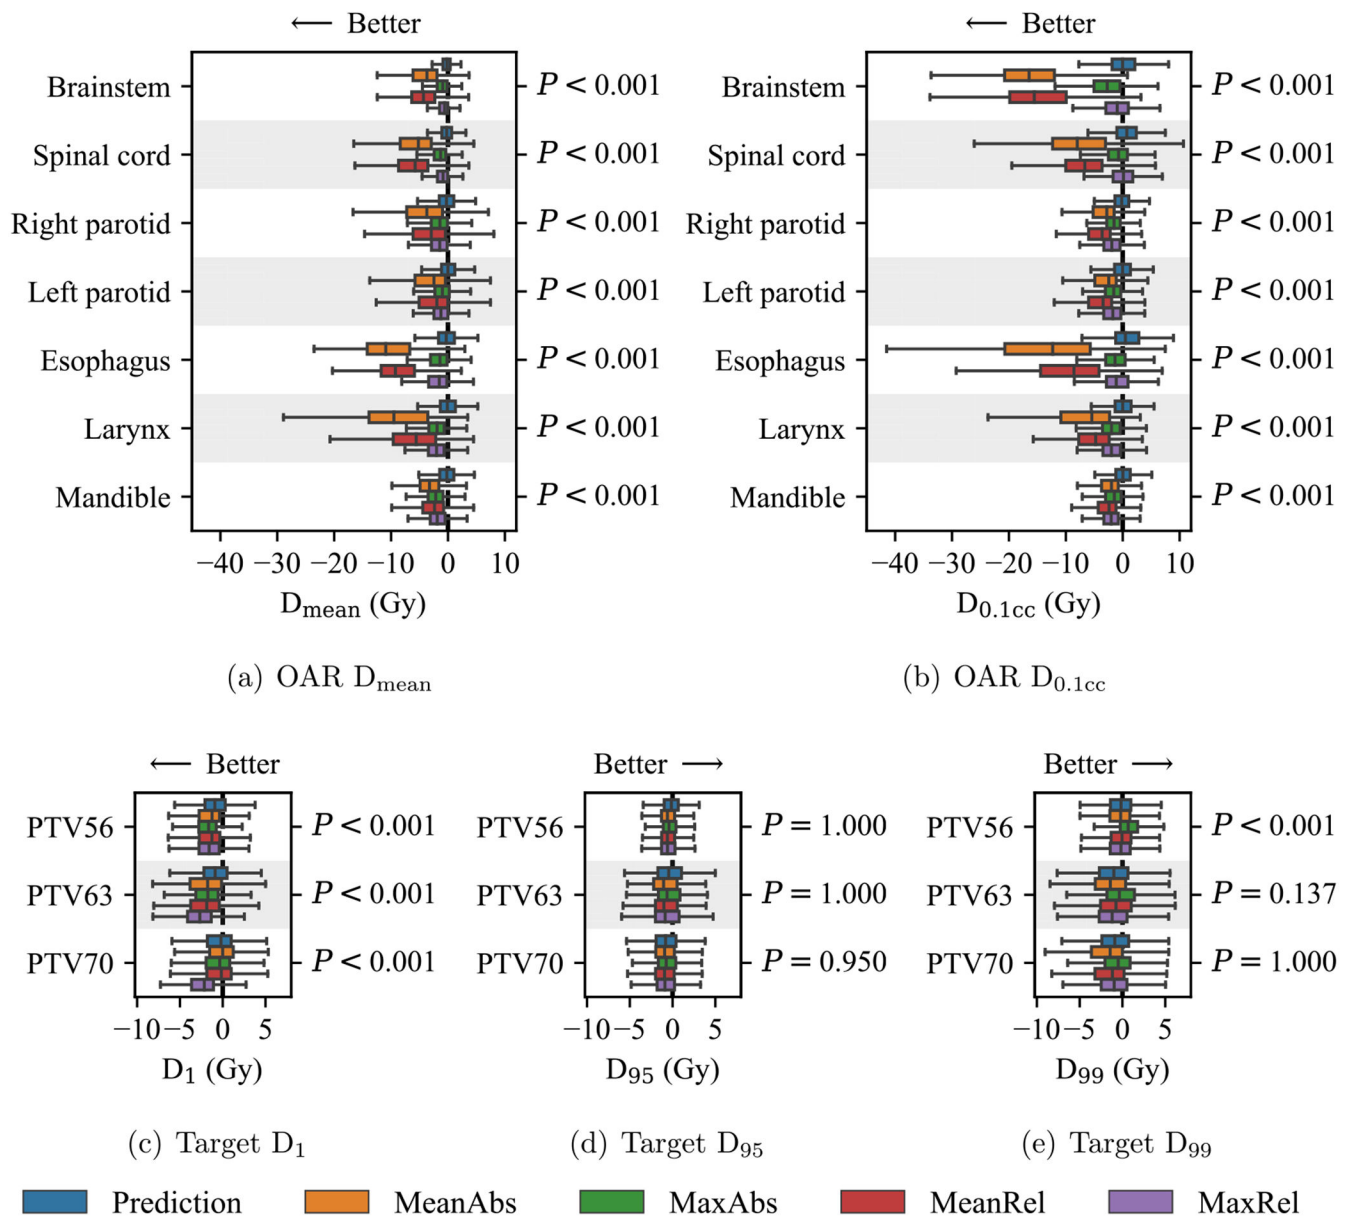 ⟵ Better
Brainstem P < 0.001
Spinal cord P < 0.001
Right parotid P < 0.001
Left parotid P < 0.001
Esophagus P < 0.001
Larynx P < 0.001
Mandible P < 0.001
−40 −30 −20 −10 0 10
Dmean (Gy)
(a) OAR Dmean
⟵ Better
Brainstem P < 0.001
Spinal cord P < 0.001
Right parotid P < 0.001
Left parotid P < 0.001
Esophagus P < 0.001
Larynx P < 0.001
Mandible P < 0.001
−40 −30 −20 −10 0 10
D0.1cc (Gy)
(b) OAR D0.1cc
⟵ Better
PTV56 P < 0.001
PTV63 P < 0.001
PTV70 P < 0.001
−10 −5 0 5
D1 (Gy)
(c) Target D1
Better ⟶
PTV56 P = 1.000
PTV63 P = 1.000
PTV70 P = 0.950
−10 −5 0 5
D95 (Gy)
(d) Target D95
Better ⟶
PTV56 P < 0.001
PTV63 P = 0.137
PTV70 P = 1.000
−10 −5 0 5
D99 (Gy)
(e) Target D99
Prediction MeanAbs MaxAbs MeanRel MaxRel